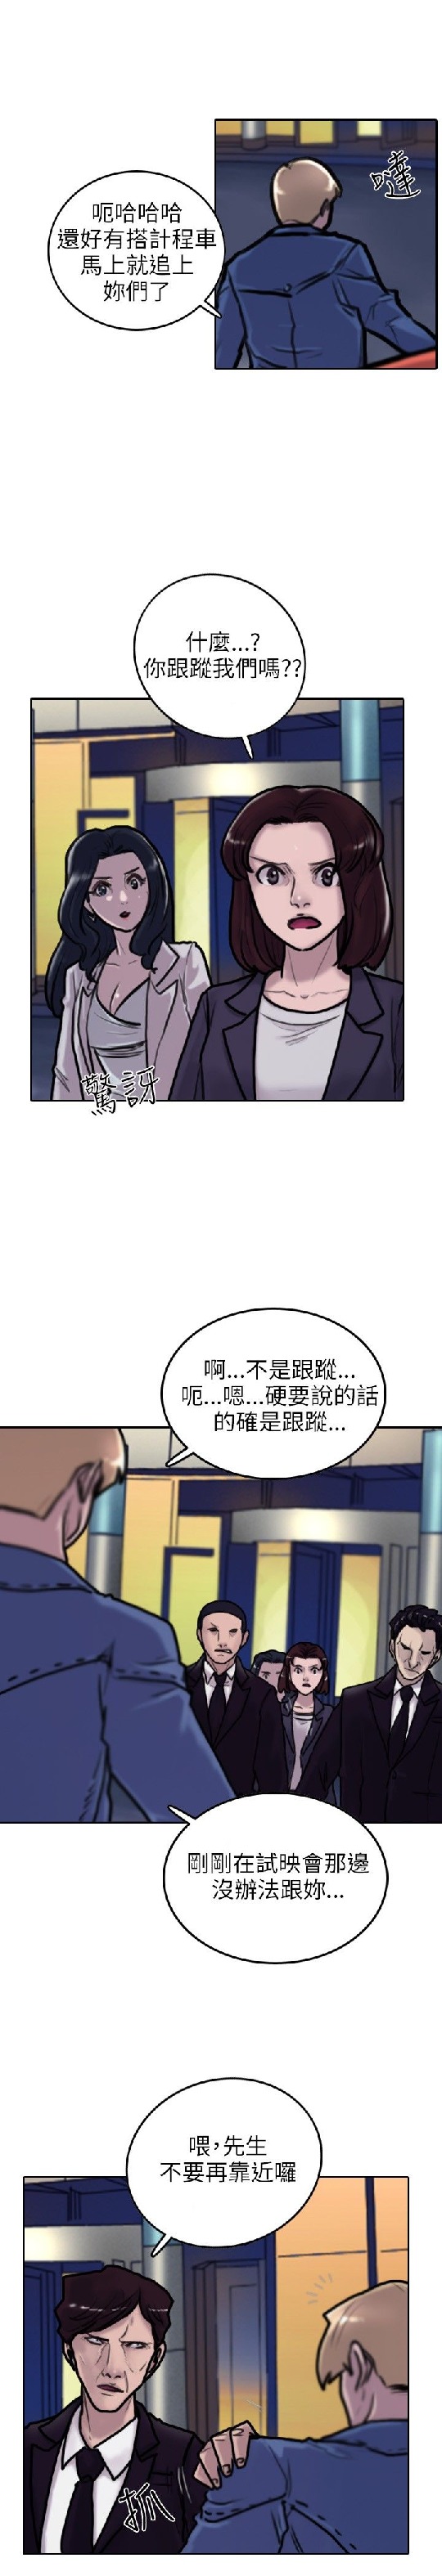 噠
呃哈哈哈
還好有搭計程車
馬上就追上
妳們了
什麼…?
你跟蹤我們嗎??
驚訝
啊…不是跟蹤…
呃…嗯…硬要說的話
的確是跟蹤…
剛剛在試映會那邊
沒辦法跟妳…
喂，先生
不要再靠近囉
抓